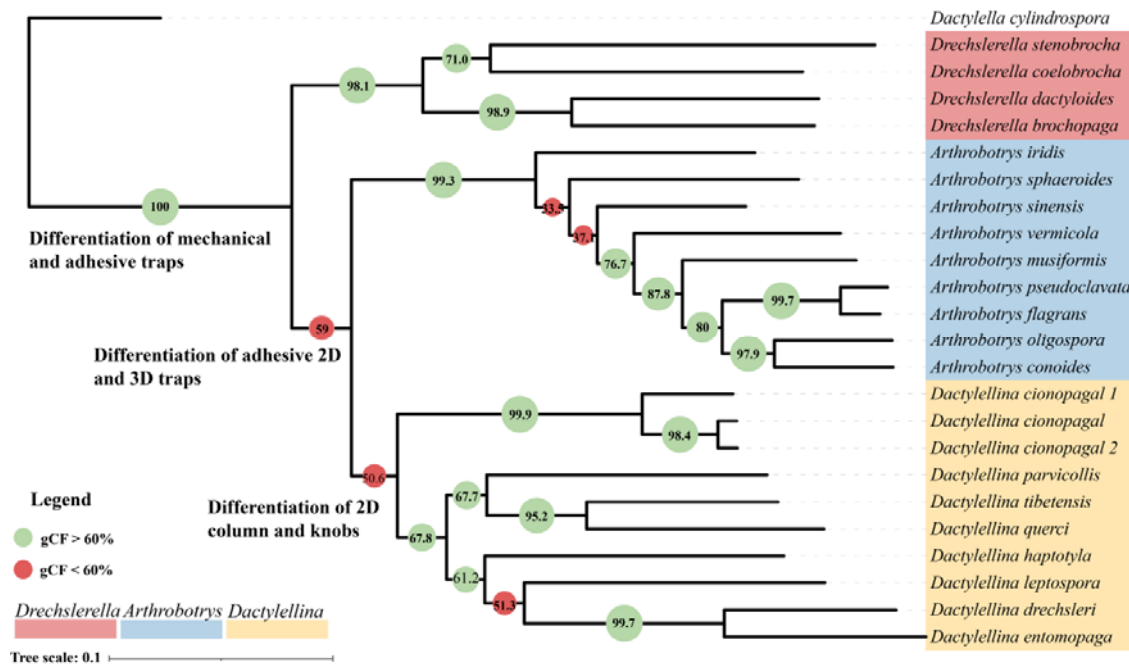 Dactylella cylindrospora
Drechslerella stenobrocha
71.0
Drechslerella coelobrocha
98.1
Drechslerella dactyloides
98.9
Drechslerella brochopaga
Arthrobotrys iridis
99.3
Arthrobotrys sphaeroides
100
33.5
Arthrobotrys sinensis
Differentiation of mechanical
and adhesive traps
37.
Arthrobotrys vermicola
76.7
Arthrobotrys musiformis
87.8
99.7
Arthrobotrys pseudoclavata
Arthrobotrys flagrans
59
80
Arthrobotrys oligospora
Differentiation of adhesive 2D
and 3D traps
97.9
Arthrobotrys conoides
Dactylellina cionopagal 1
99.9
Dactylellina cionopagal
98.4
Dactylellina cionopagal 2
50.6
Dactylellina parvicollis
67.7
Dactylellina tibetensis
Differentiation of 2D
column and knobs
95.2
Dactylellina querci
67.8
Dactylellina haptotyla
61.2
Dactylellina leptospora
51.3
Dactylellina drechsleri
99.7
Dactylellina entomopaga
Legend
gCF > 60%
gCF < 60%
Drechslerella Arthrobotrys Dactylellina
Tree scale: 0.1